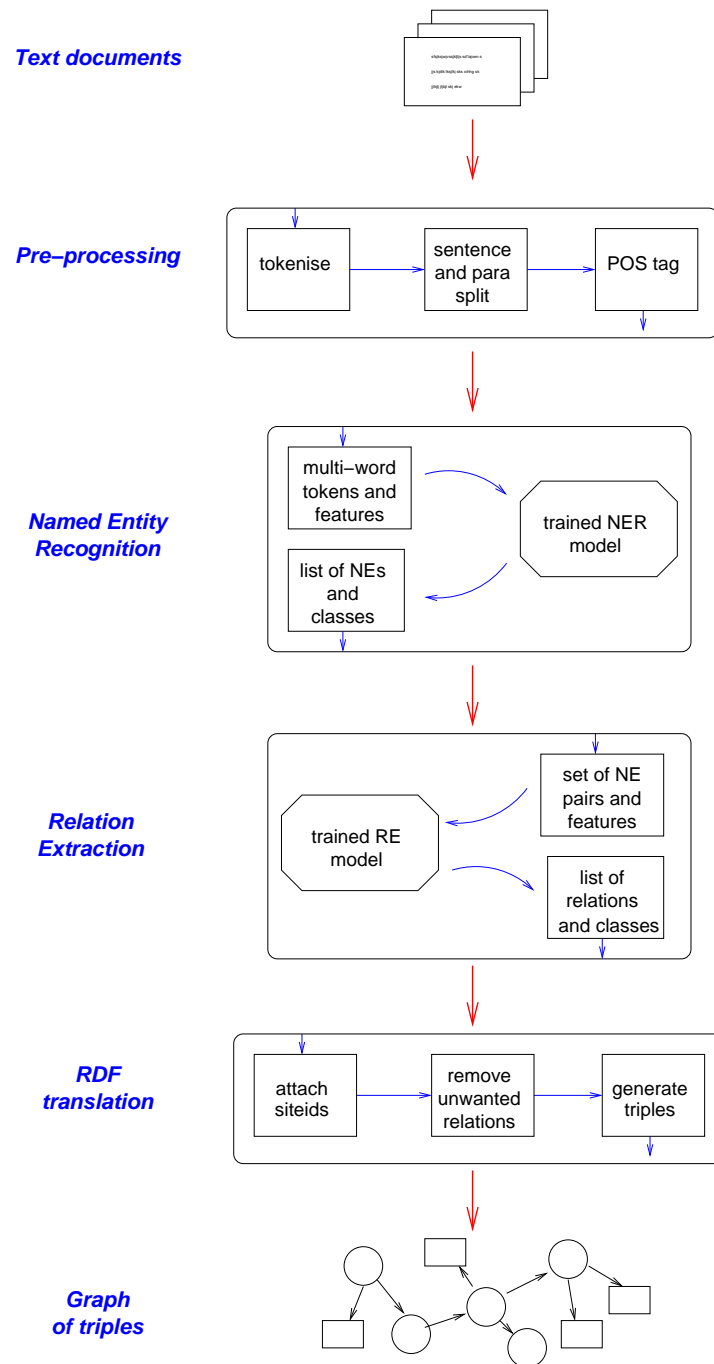 Text documents
Pre–processing
tokenise
sentence
and para
split
POS tag
Named Entity
Recognition
multi–word
tokens and
features
trained NER
model
list of NEs
and
classes
Relation
Extraction
set of NE
pairs and
features
trained RE
model
list of
relations
and classes
RDF
translation
attach
siteids
remove
unwanted
relations
generate
triples
Graph
of triples